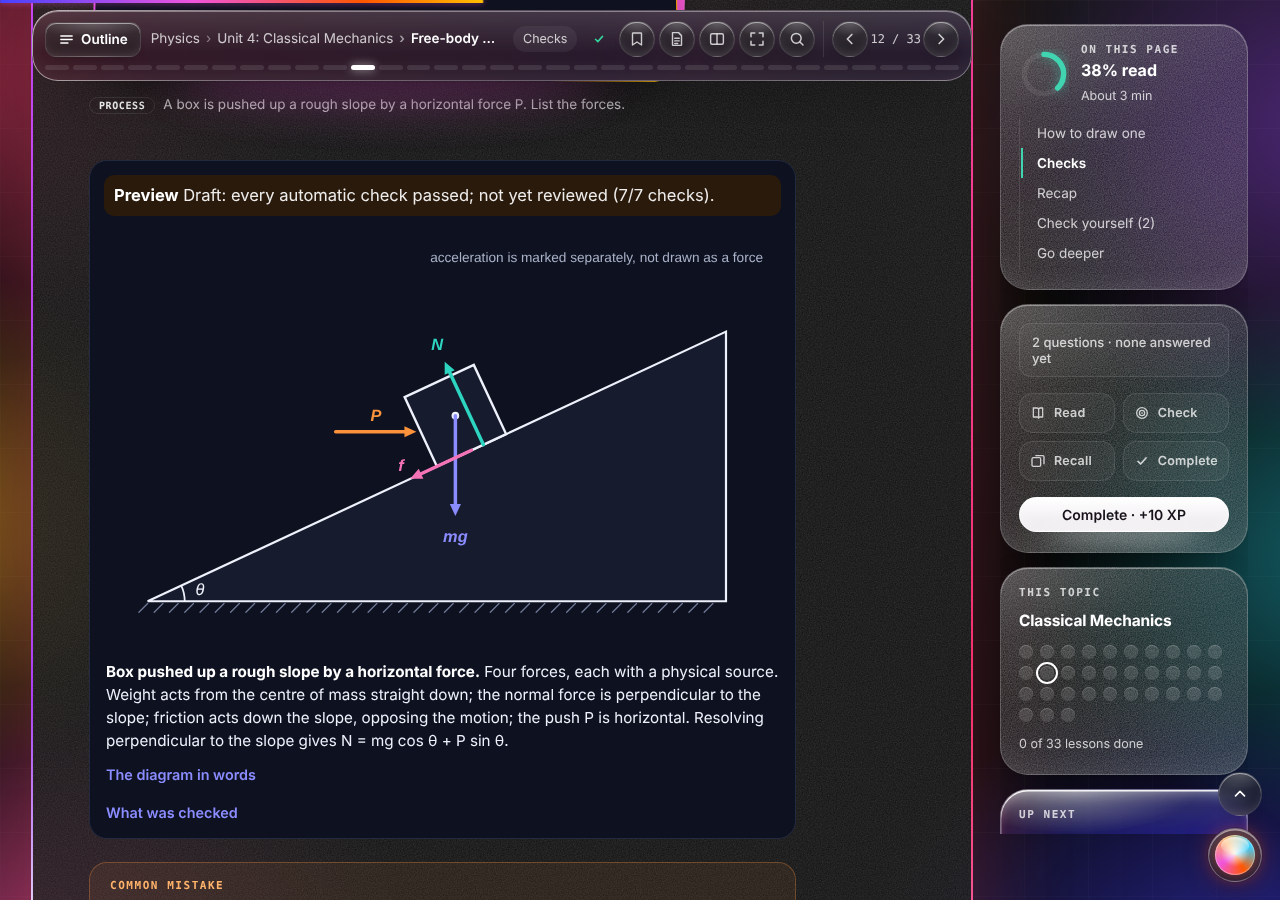 Outline
Physics › Unit 4: Classical Mechanics › Free-body ...
Checks
12 / 33
PROCESS A box is pushed up a rough slope by a horizontal force P. List the forces.
Preview Draft: every automatic check passed; not yet reviewed (7/7 checks).
acceleration is marked separately, not drawn as a force
N
P
f
mg
θ
Box pushed up a rough slope by a horizontal force. Four forces, each with a physical source.
Weight acts from the centre of mass straight down; the normal force is perpendicular to the
slope; friction acts down the slope, opposing the motion; the push P is horizontal. Resolving
perpendicular to the slope gives N = mg cos θ + P sin θ.
The diagram in words
What was checked
COMMON MISTAKE
ON THIS PAGE
38% read
About 3 min
How to draw one
Checks
Recap
Check yourself (2)
Go deeper
2 questions · none answered
yet
Read
Check
Recall
Complete
Complete · +10 XP
THIS TOPIC
Classical Mechanics
0 of 33 lessons done
UP NEXT